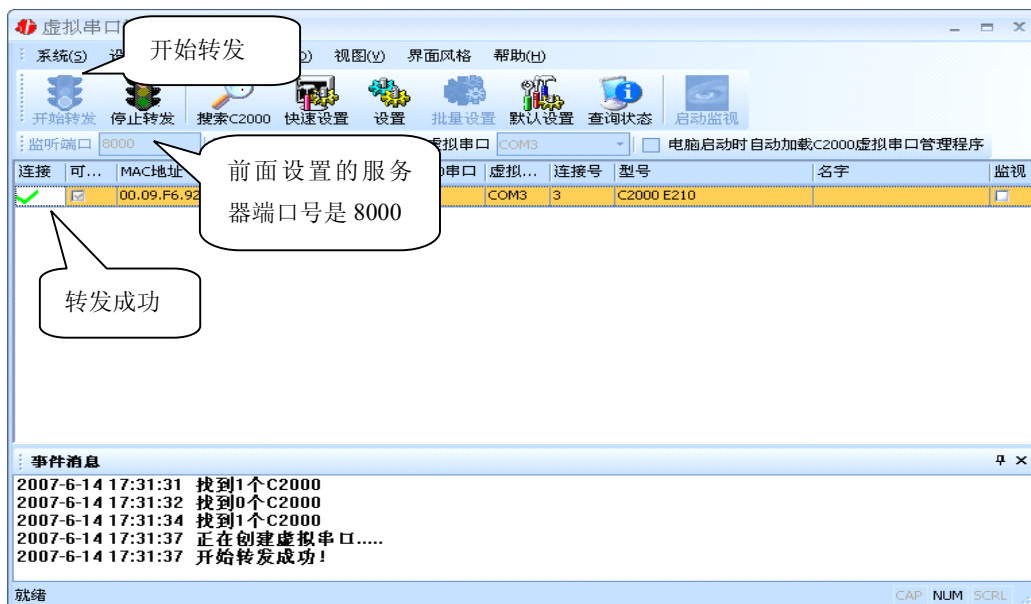 虚拟串口
开始转发
系统(S) 设 O) 视图(V) 界面风格 帮助(H)
开始转发 停止转发 搜索C2000 快速设置 设置 批量设置 默认设置 查询状态 启动监视
监听端口 8000 虚拟串口 COM3 电脑启动时自动加载C2000虚拟串口管理程序
连接 可... MAC地址 串口 虚拟... 连接号 型号 名字 监视
00.09.F6.92 COM3 3 C2000 E210
前面设置的服务
器端口号是 8000
转发成功
事件消息
2007-6-14 17:31:31 找到1个C2000
2007-6-14 17:31:32 找到0个C2000
2007-6-14 17:31:34 找到1个C2000
2007-6-14 17:31:37 正在创建虚拟串口.....
2007-6-14 17:31:37 开始转发成功!
就绪 CAP NUM SCRL